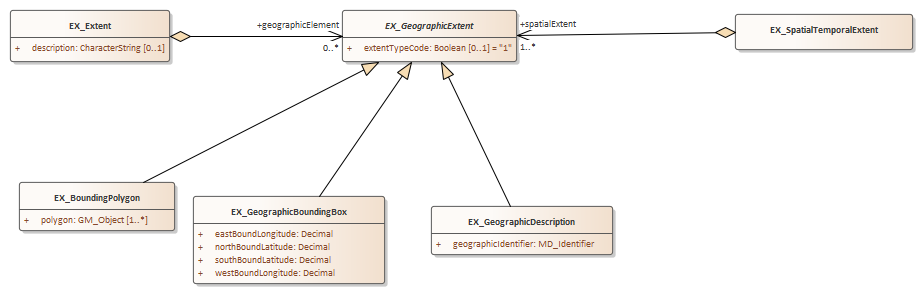 EX_Extent
+ description: CharacterString [0..1]
+geographicElement
0..*
EX_GeographicExtent
+ extentTypeCode: Boolean [0..1] = "1"
+spatialExtent
1..*
EX_SpatialTemporalExtent
EX_BoundingPolygon
+ polygon: GM_Object [1..*]
EX_GeographicBoundingBox
+ eastBoundLongitude: Decimal
+ northBoundLatitude: Decimal
+ southBoundLatitude: Decimal
+ westBoundLongitude: Decimal
EX_GeographicDescription
+ geographicIdentifier: MD_Identifier